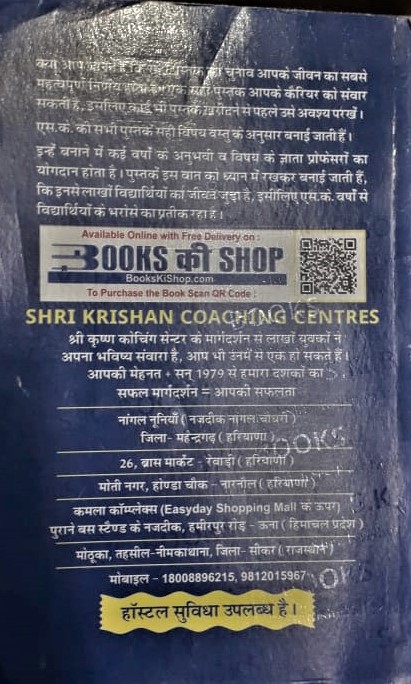 क्या आप जानते हैं कि का चुनाव आपके जीवन का सबसे
महत्वपूर्ण निर्णय होता है। एक सही पुस्तक आपके कैरियर को संवार
सकती है, इसलिए कोई भी पुस्तक खरीदने से पहले उसे अवश्य परखें।
एस.के. की सभी पुस्तकें सही विषय वस्तु के अनुसार बनाई जाती हैं।
इन्हें बनाने में कई वर्षों के अनुभवी व विषय के ज्ञाता प्रोफेसरों का
योगदान होता है। पुस्तकें इस बात को ध्यान में रखकर बनाई जाती हैं,
कि इनसे लाखों विद्यार्थियों का जीवन जुड़ा है, इसीलिए एस.के. वर्षों से
विद्यार्थियों के भरोसे का प्रतीक रहा है।
Available Online with Free Delivery on :
BOOKS की SHOP
BooksKiShop.com
To Purchase the Book Scan QR Code :
SHRI KRISHAN COACHING CENTRES
श्री कृष्ण कोचिंग सेन्टर के मार्गदर्शन से लाखों युवकों ने
अपना भविष्य संवारा है, आप भी उनमें से एक हो सकते हैं।
आपकी मेहनत + सन् 1979 से हमारा दशकों का
सफल मार्गदर्शन = आपकी सफलता
नांगल नूनियाँ ( नजदीक नांगल चौधरी )
जिला- महेन्द्रगढ़ ( हरियाणा )
26, ब्रास मार्केट - रेवाड़ी ( हरियाणा )
मोती नगर, होण्डा चौक - नारनौल ( हरियाणा )
कमला कॉम्प्लेक्स (Easyday Shopping Mall के ऊपर)
पुराने बस स्टैण्ड के नजदीक, हमीरपुर रोड़ - ऊना ( हिमाचल प्रदेश )
मोठूका, तहसील-नीमकाथाना, जिला- सीकर ( राजस्थान )
मोबाइल - 18008896215, 9812015967
हॉस्टल सुविधा उपलब्ध है।